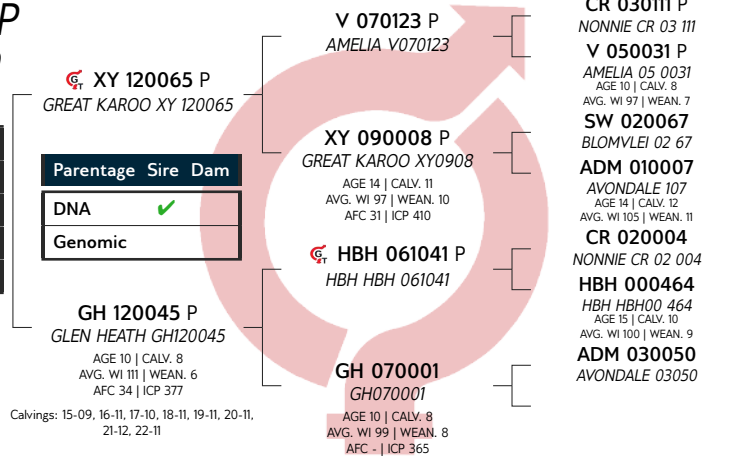 P
XY 120065 P
GREAT KAROO XY 120065
Parentage Sire Dam
DNA ✔
Genomic
GH 120045 P
GLEN HEATH GH120045
AGE 10 | CALV. 8
AVG. WI 111 | WEAN. 6
AFC 34 | ICP 377
Calvings: 15-09, 16-11, 17-10, 18-11, 19-11, 20-11,
21-12, 22-11
V 070123 P
AMELIA V070123
XY 090008 P
GREAT KAROO XY0908
AGE 14 | CALV. 11
AVG. WI 97 | WEAN. 10
AFC 31 | ICP 410
HBH 061041 P
HBH HBH 061041
GH 070001
GH070001
AGE 10 | CALV. 8
AVG. WI 99 | WEAN. 8
AFC - | ICP 365
CR 030111 P
NONNIE CR 03 111
V 050031 P
AMELIA 05 0031
AGE 10 | CALV. 8
AVG. WI 97 | WEAN. 7
SW 020067
BLOMVLEI 02 67
ADM 010007
AVONDALE 107
AGE 14 | CALV. 12
AVG. WI 105 | WEAN. 11
CR 020004
NONNIE CR 02 004
HBH 000464
HBH HBH00 464
AGE 15 | CALV. 10
AVG. WI 100 | WEAN. 9
ADM 030050
AVONDALE 03050